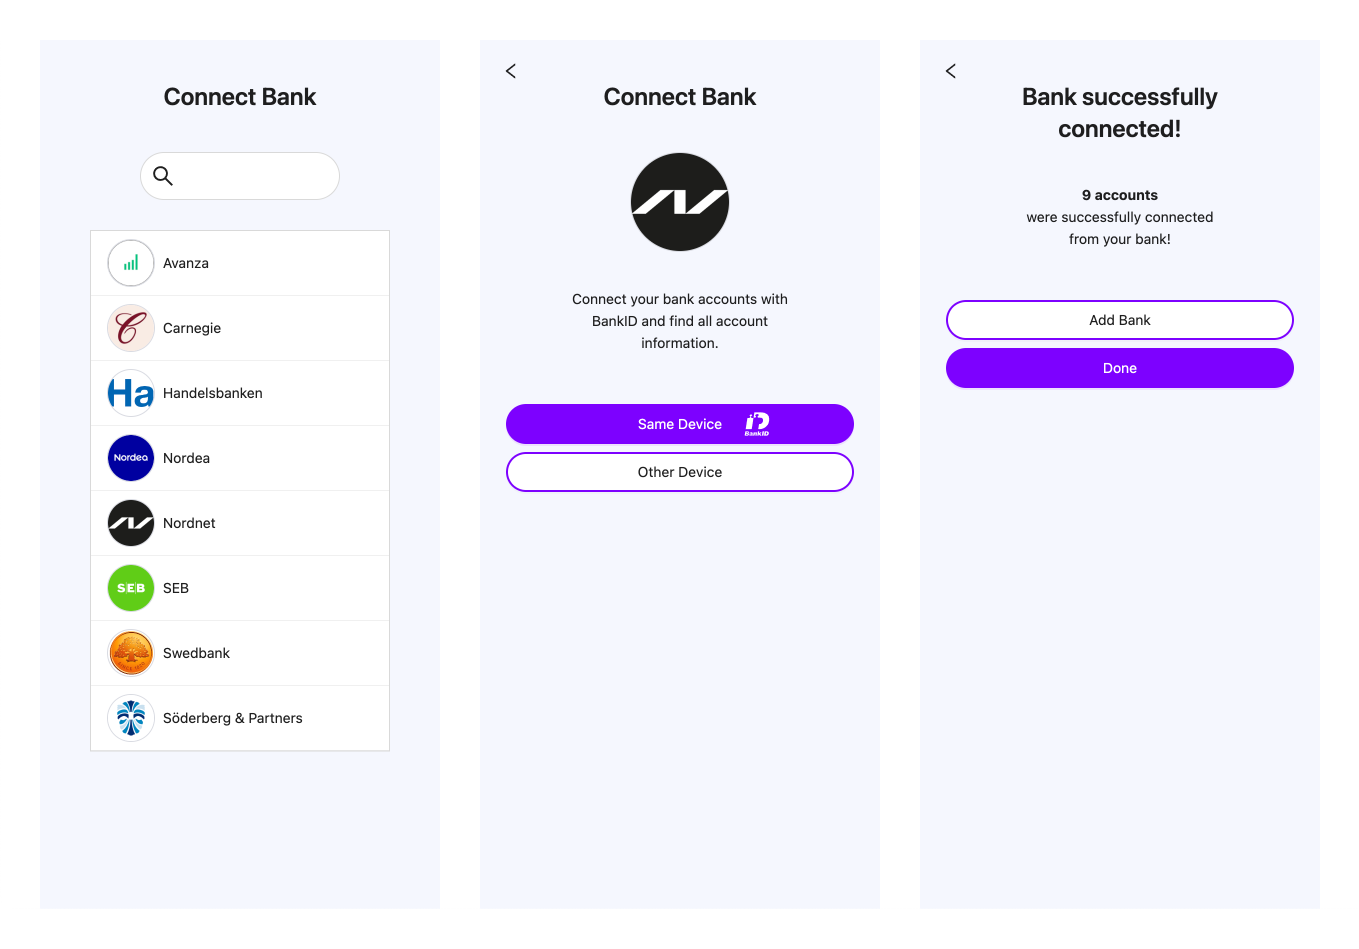 Connect Bank
Avanza
Carnegie
Ha
Handelsbanken
Nordea
Nordea
Nordnet
SEB
SEB
Swedbank
Söderberg & Partners
Connect Bank
Connect your bank accounts with
BankID and find all account
information.
Same Device
BankID
Other Device
Bank successfully
connected!
9 accounts
were successfully connected
from your bank!
Add Bank
Done